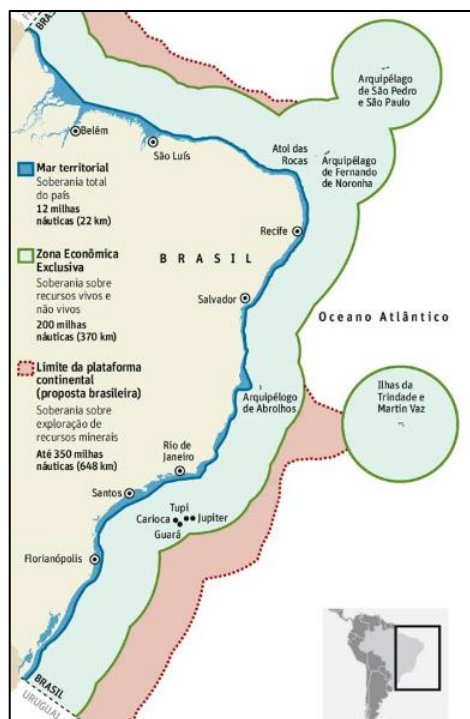 BRAS
Belém
São Luís
Arquipélago
de São Pedro
e São Paulo
Atol das
Rocas
Arquipélago
de Fernando
de Noronha
Mar territorial
Soberania total
do país
12 milhas
náuticas (22 km)
Recife
BRASIL
Zona Econômica
Exclusiva
Soberania sobre
recursos vivos e
não vivos
200 milhas
náuticas (370 km)
Salvador
Oceano Atlântico
Limite da plataforma
continental
(proposta brasileira)
Soberania sobre
exploração de
recursos minerais
Até 350 milhas
náuticas (648 km)
Arquipélogo
de Abrolhos
Ilhas da
Trindade e
Martin Vaz
Rio de
Janeiro
Santos
Tupi
Carioca
Jupiter
Guará
Florianópolis
BRASIL
URUGUAI